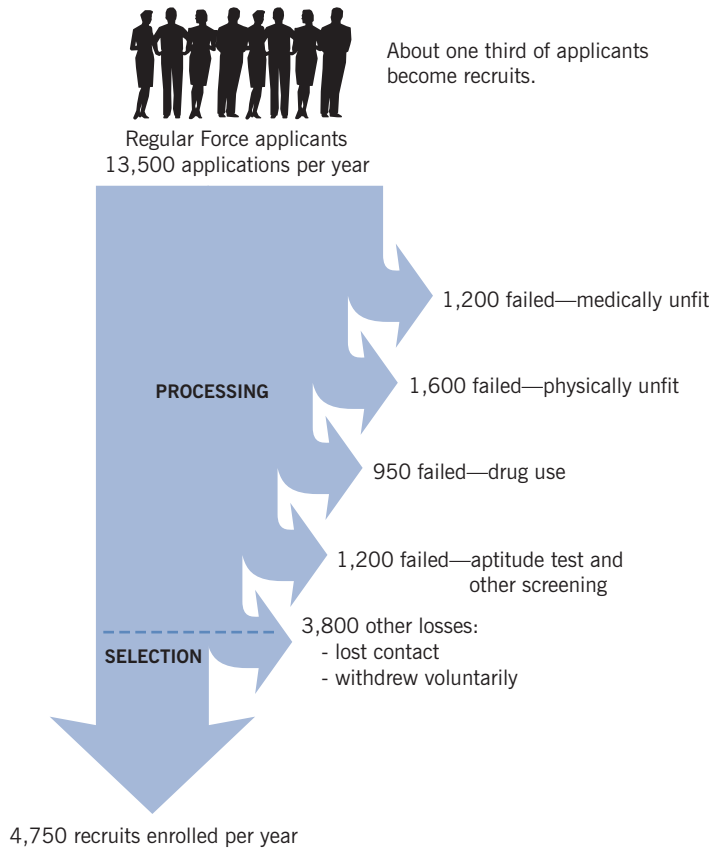 About one third of applicants
become recruits.
Regular Force applicants
13,500 applications per year
1,200 failed—medically unfit
PROCESSING
1,600 failed—physically unfit
950 failed—drug use
1,200 failed—aptitude test and
other screening
3,800 other losses:
- lost contact
- withdrew voluntarily
SELECTION
4,750 recruits enrolled per year